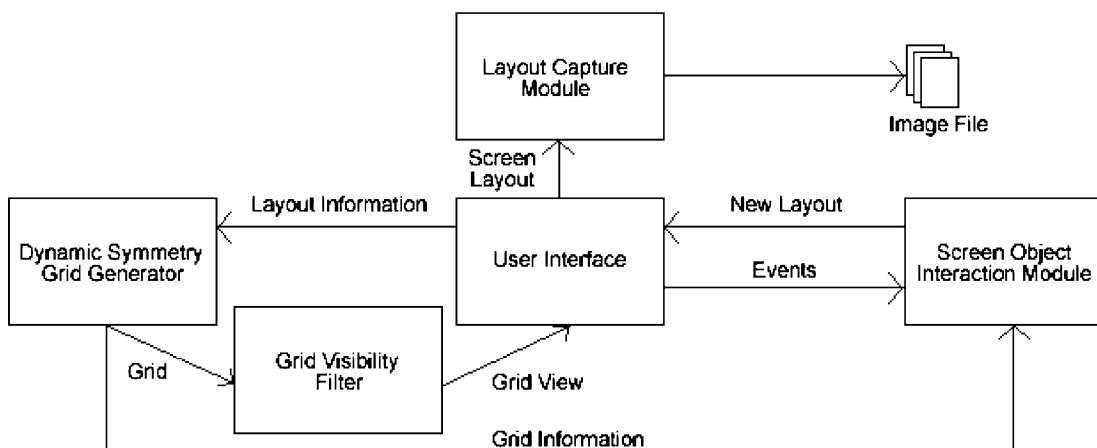 Layout Capture
Module
Image File
Screen
Layout
Layout Information
New Layout
Dynamic Symmetry
Grid Generator
User Interface
Screen Object
Interaction Module
Events
Grid
Grid Visibility
Filter
Grid View
Grid Information